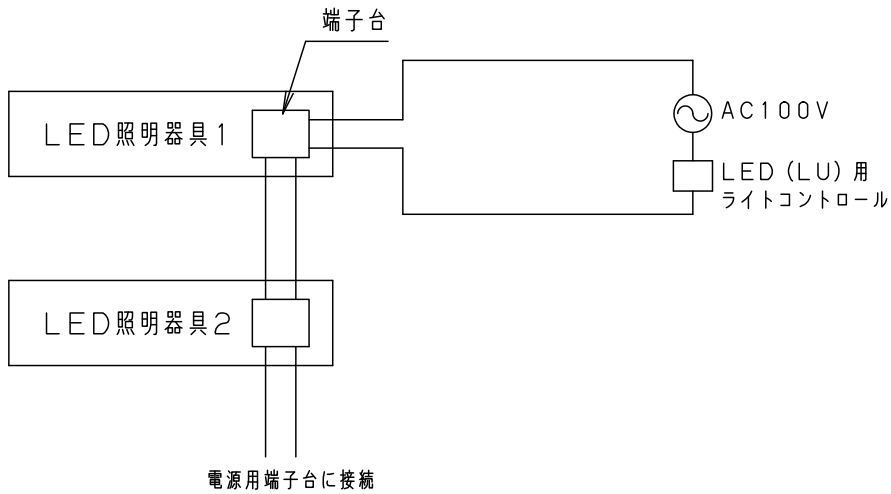 端子台
LED照明器具1
AC100V
LED（LU）用
ライトコントロール
LED照明器具2
電源用端子台に接続